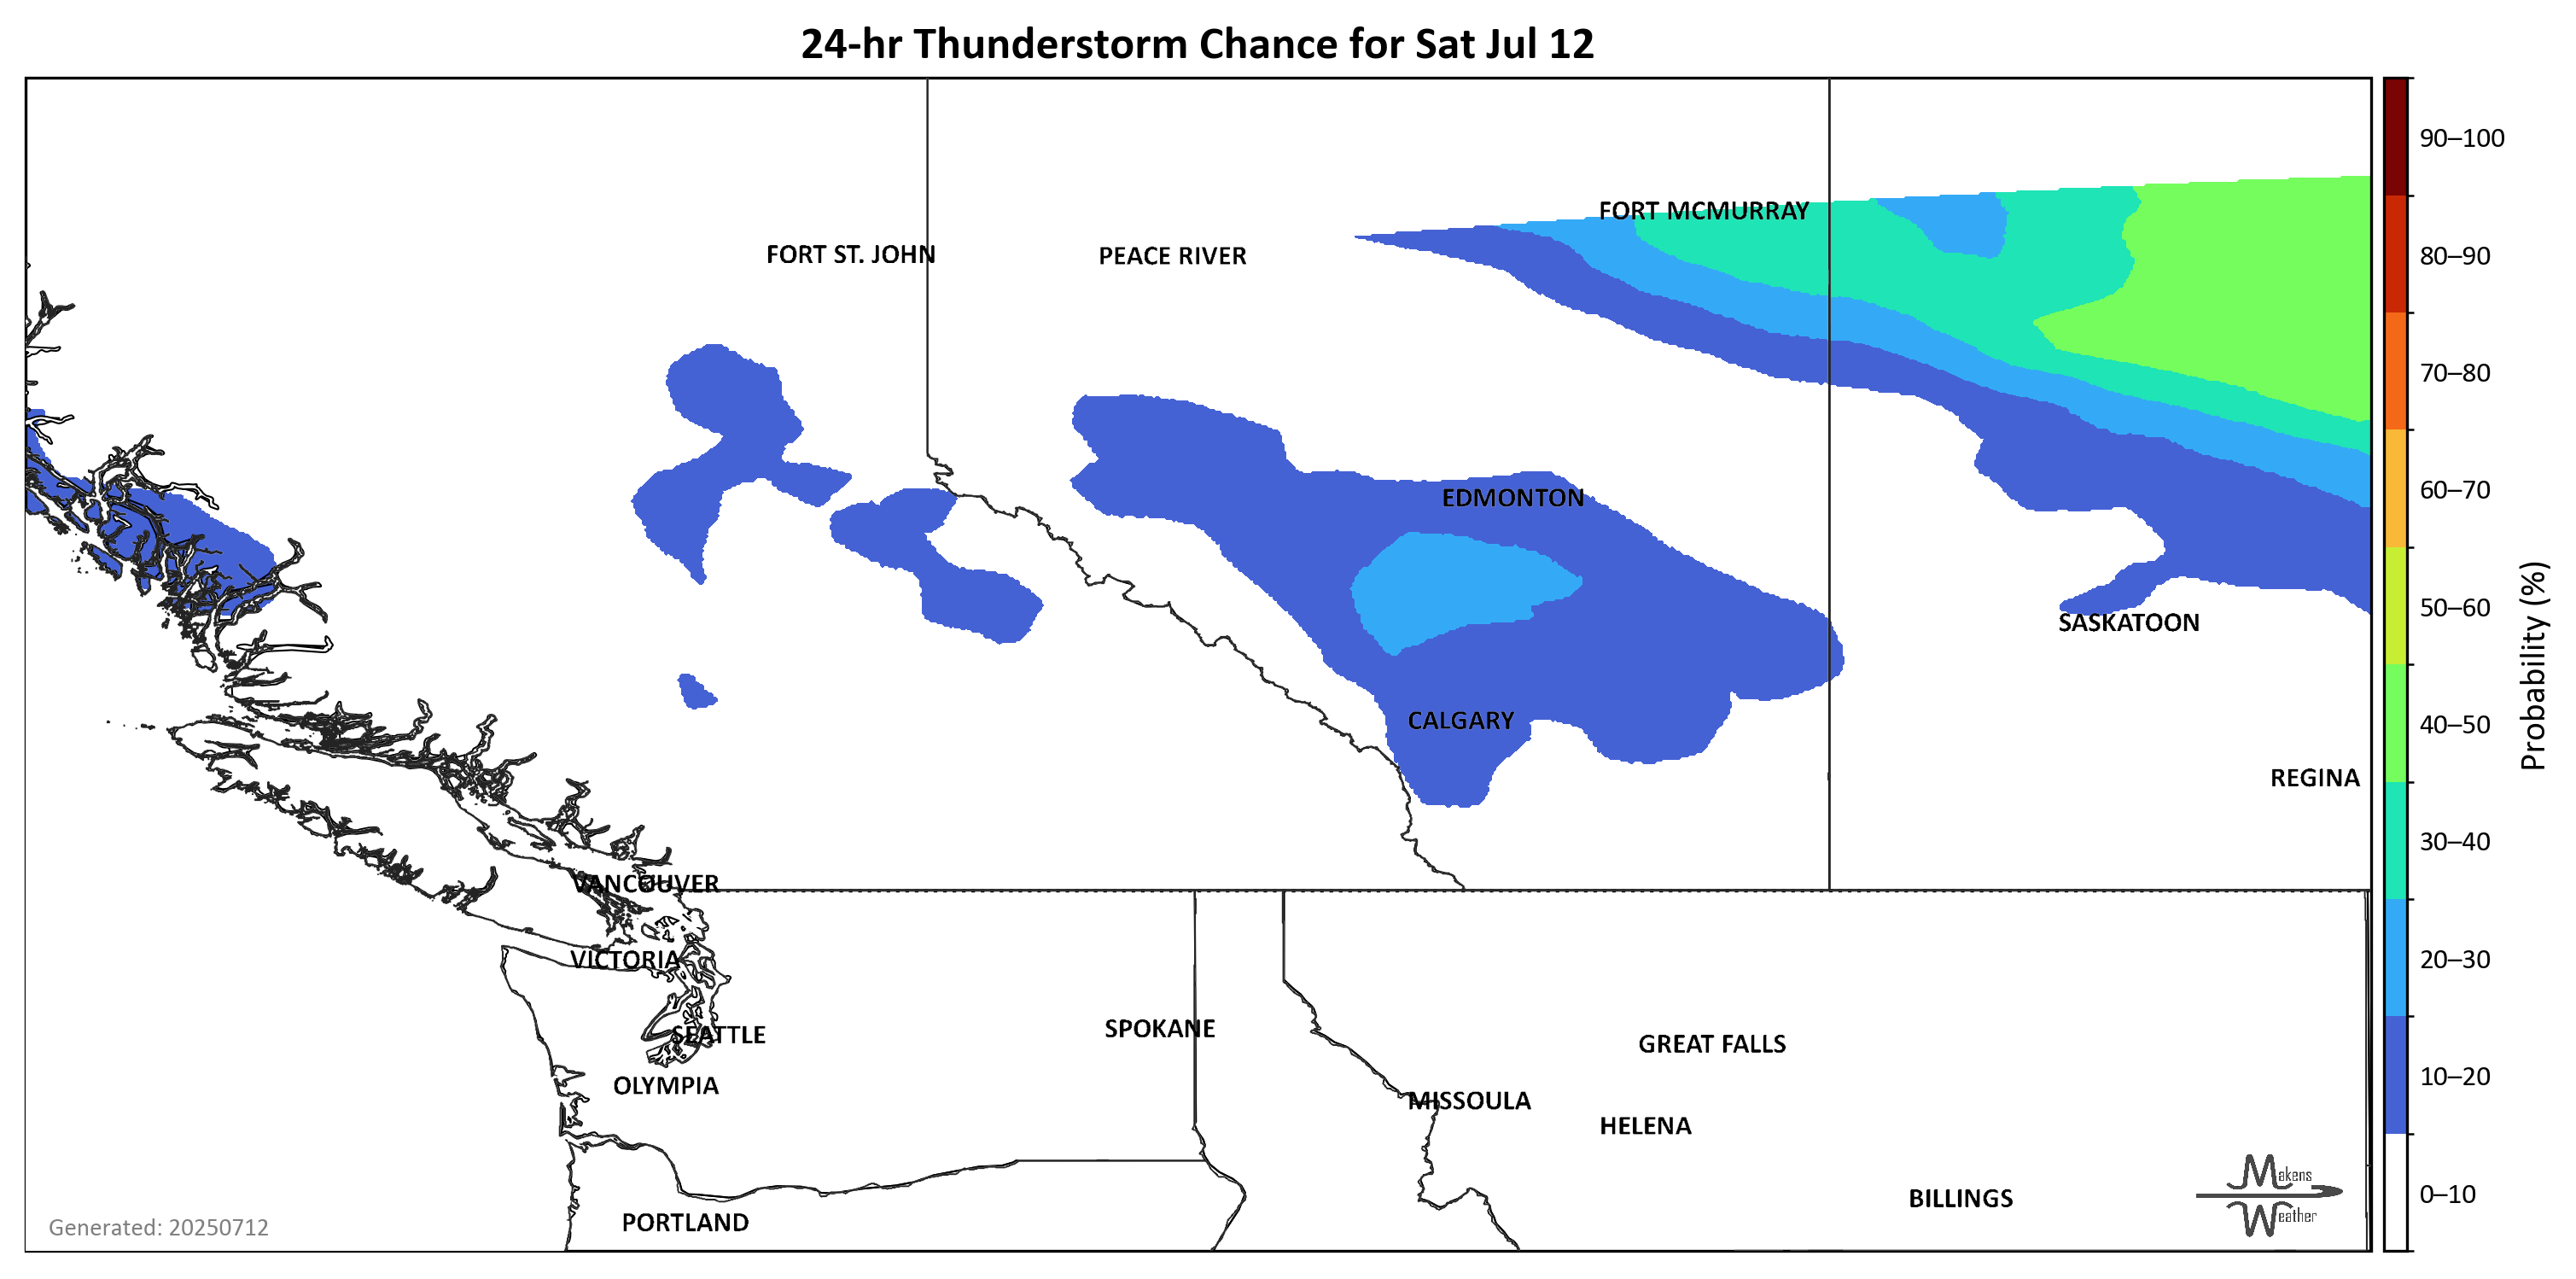 24-hr Thunderstorm Chance for Sat Jul 12
90–100
FORT MCMURRAY
FORT ST. JOHN
PEACE RIVER
80–90
70–80
60–70
EDMONTON
50–60
SASKATOON
Probability (%)
CALGARY
40–50
REGINA
30–40
VANCOUVER
VICTORIA
20–30
SEATTLE
SPOKANE
GREAT FALLS
OLYMPIA
MISSOULA
10–20
HELENA
Makens
Weather
BILLINGS
0–10
PORTLAND
Generated: 20250712